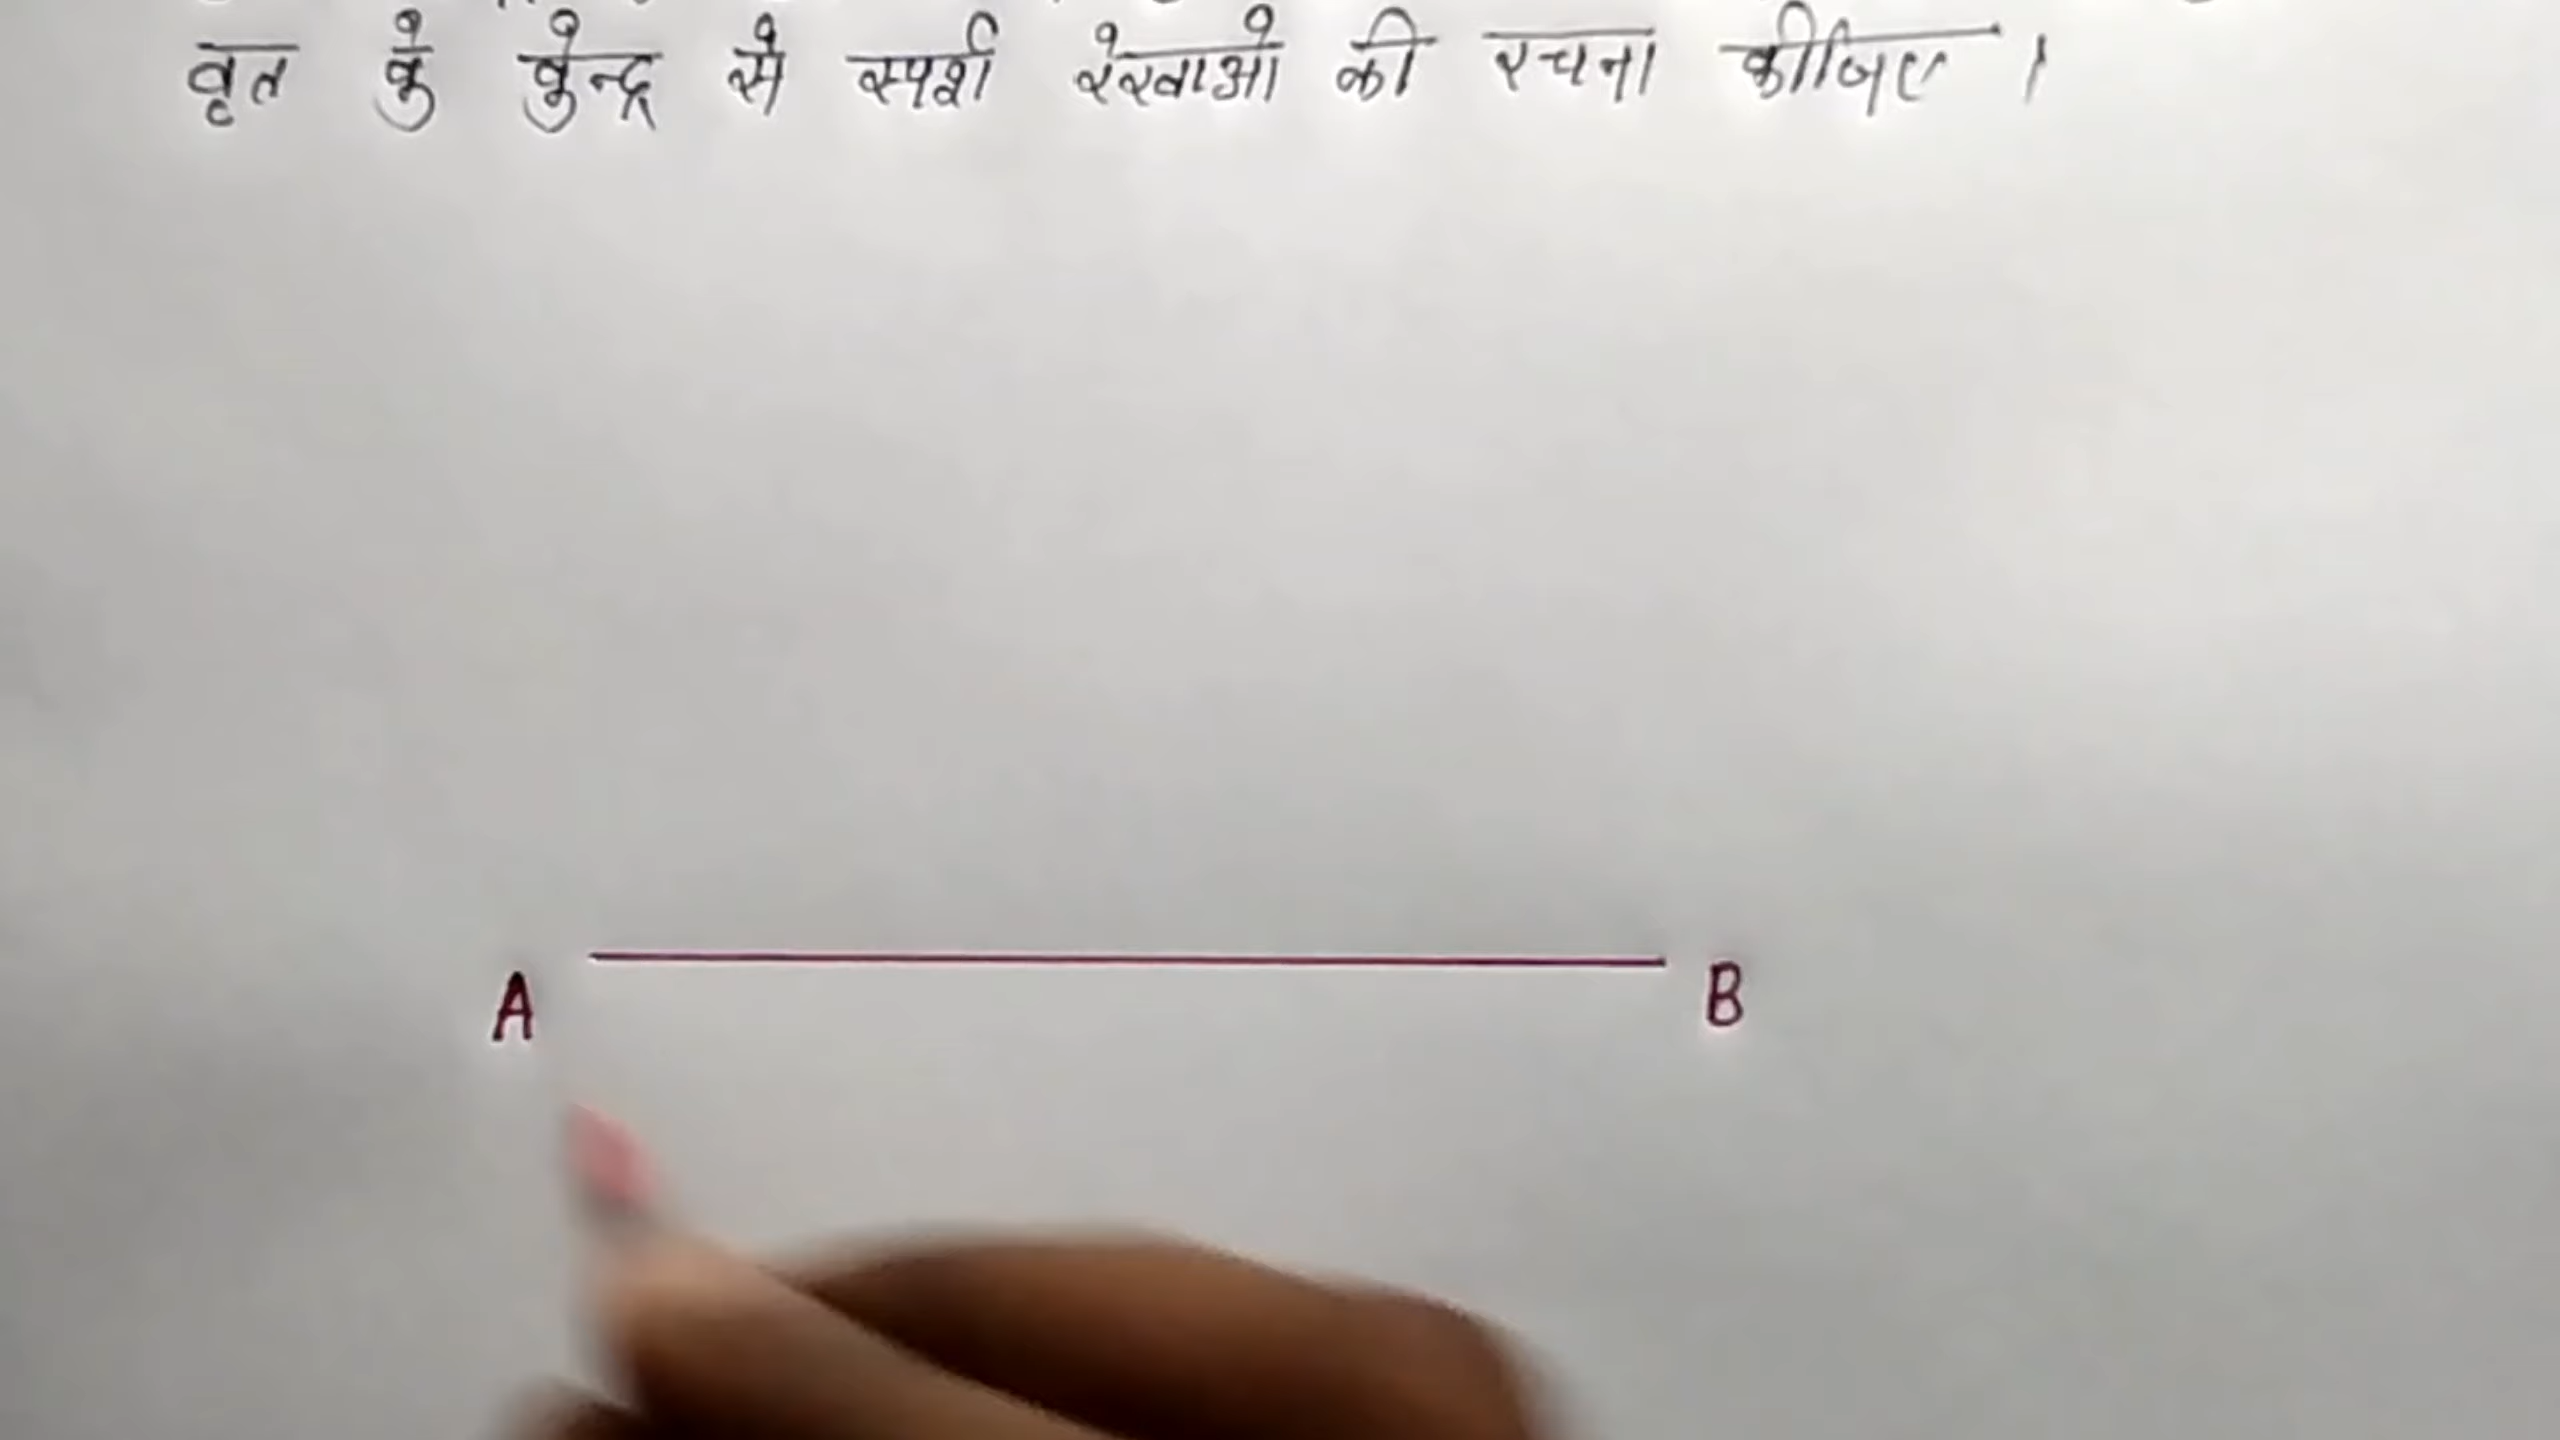 वृत के केन्द्र से स्पर्श रेखाओ की रचना कीजिए ।
A B